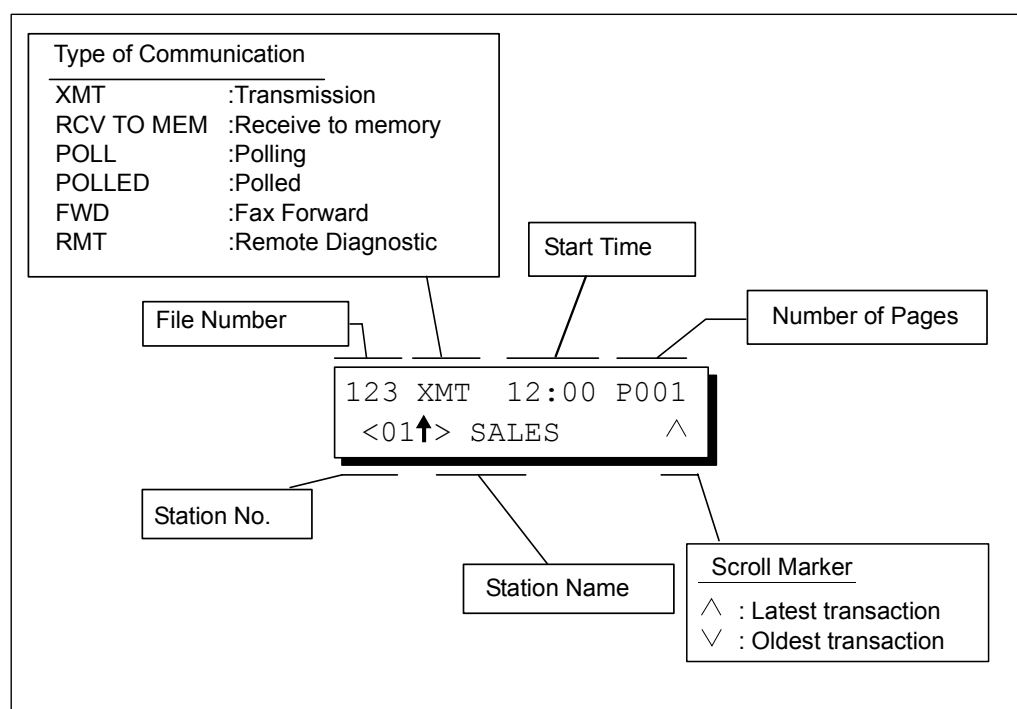 Type of Communication
XMT :Transmission
RCV TO MEM :Receive to memory
POLL :Polling
POLLED :Polled
FWD :Fax Forward
RMT :Remote Diagnostic
Start Time
File Number
Number of Pages
123 XMT 12:00 P001
<01↑> SALES ∧
Station No.
Station Name
Scroll Marker
∧ : Latest transaction
∨ : Oldest transaction